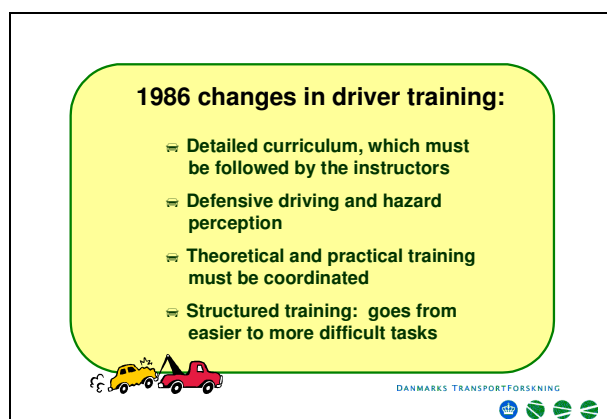 1986 changes in driver training:
Detailed curriculum, which must
be followed by the instructors
Defensive driving and hazard
perception
Theoretical and practical training
must be coordinated
Structured training: goes from
easier to more difficult tasks
DANMARKS TRANSPORTFORSKNING